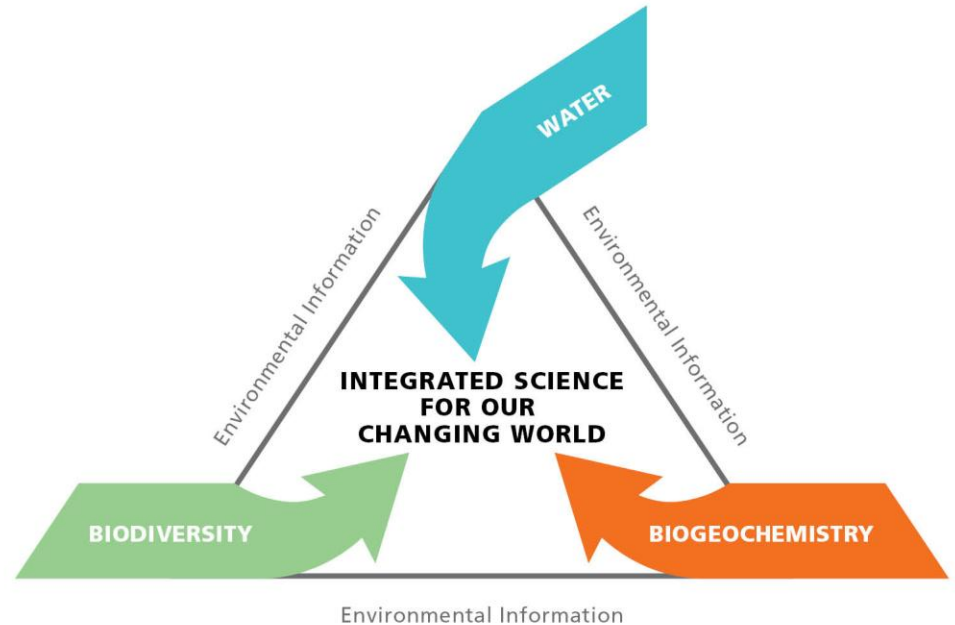 WATER
Environmental Information
Environmental Information
INTEGRATED SCIENCE
FOR OUR
CHANGING WORLD
BIODIVERSITY
BIOGEOCHEMISTRY
Environmental Information